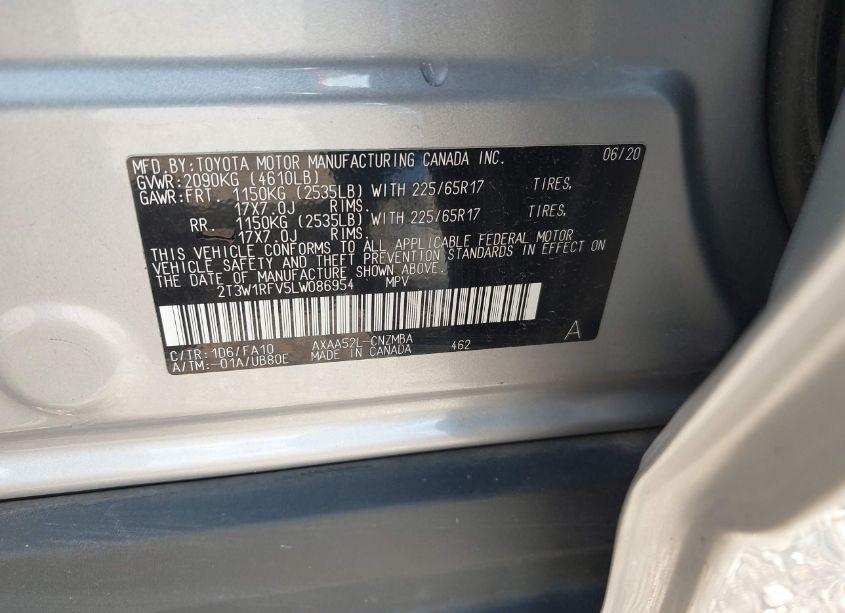 MFD.BY:TOYOTA MOTOR MANUFACTURING CANADA INC. 06/20
GVWR:2090KG (4610LB)
GAWR:FRT. 1150KG (2535LB) WITH 225/65R17 TIRES,
17X7.0J RIMS.
RR. 1150KG (2535LB) WITH 225/65R17 TIRES,
17X7.0J RIMS.
THIS VEHICLE CONFORMS TO ALL APPLICABLE FEDERAL MOTOR
VEHICLE SAFETY AND THEFT PREVENTION STANDARDS IN EFFECT ON
THE DATE OF MANUFACTURE SHOWN ABOVE.
2T3W1RFV5LW086954 MPV
C/TR:1D6/FA10 AXAA52L-CNZMBA 462 A
A/TM:-01A/UB80E MADE IN CANADA